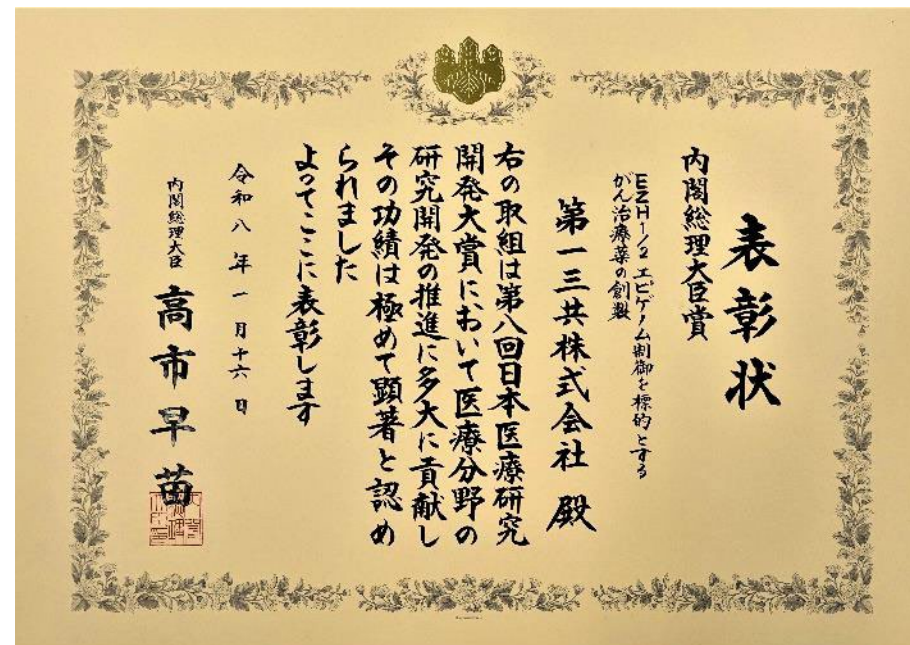 表彰状
内閣総理大臣賞
EZH1/2エピゲノム制御を標的とする
がん治療薬の創製
第一三共株式会社 殿
右の取組は第八回日本医療研究
開発大賞において医療分野の
研究開発の推進に多大に貢献し
その功績は極めて顕著と認め
られました
よってここに表彰します
令和八年一月十六日
内閣総理大臣 高市早苗